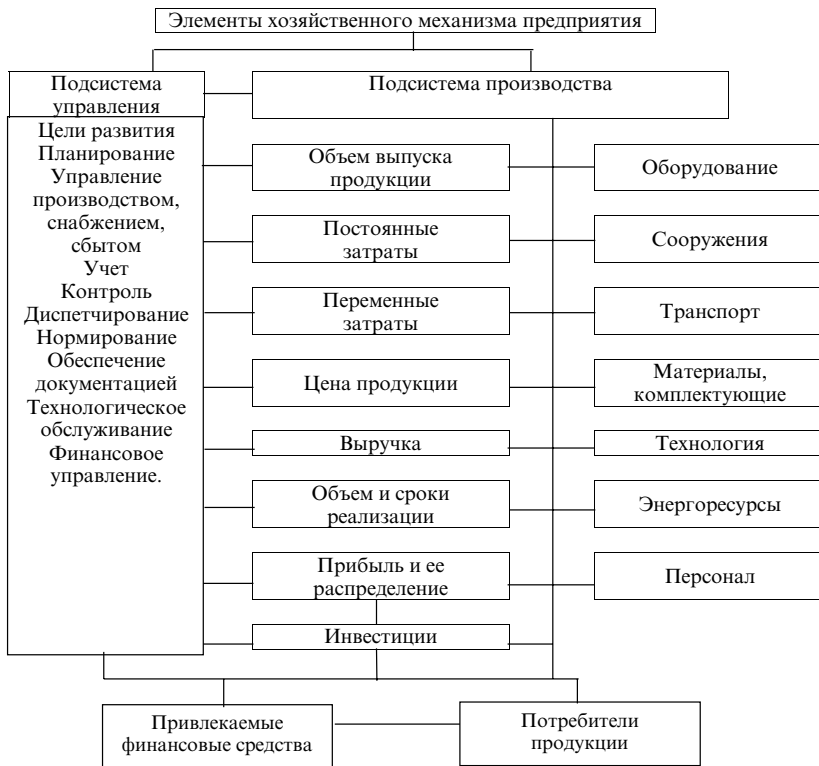 Элементы хозяйственного механизма предприятия
Подсистема
управления
Подсистема производства
Цели развития
Планирование
Управление
производством,
снабжением,
сбытом
Учет
Контроль
Диспетчирование
Нормирование
Обеспечение
документацией
Технологическое
обслуживание
Финансовое
управление.
Объем выпуска
продукции
Постоянные
затраты
Переменные
затраты
Цена продукции
Выручка
Объем и сроки
реализации
Прибыль и ее
распределение
Инвестиции
Оборудование
Сооружения
Транспорт
Материалы,
комплектующие
Технология
Энергоресурсы
Персонал
Привлекаемые
финансовые средства
Потребители
продукции